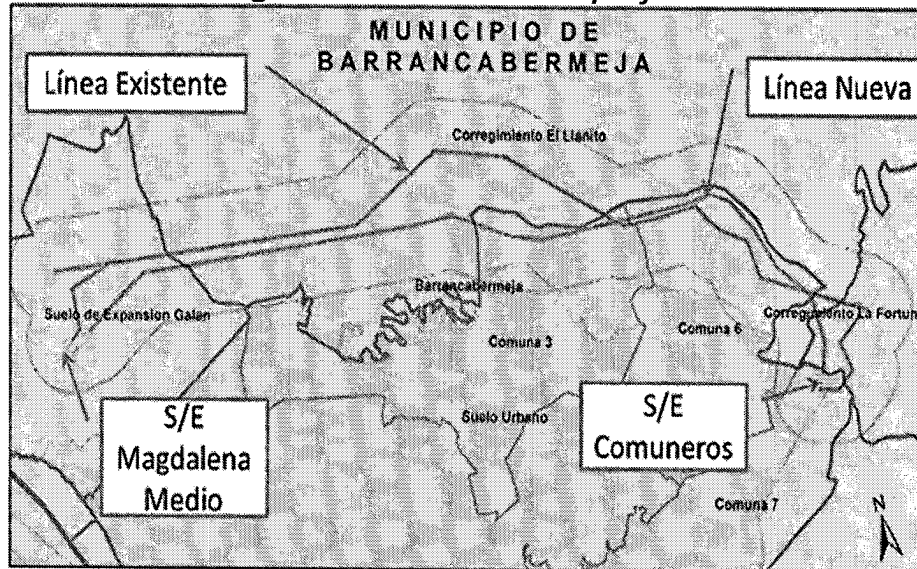 MUNICIPIO DE
BARRANCABERMEJA
Línea Existente
Línea Nueva
Corregimiento El Llanito
Barrancabermeja
Suelo de Expansion Galan
Comuna 3
Comuna 6
Corregimiento La Fortun
S/E
Magdalena
Medio
Suelo Urbano
S/E
Comuneros
Comuna 7
N